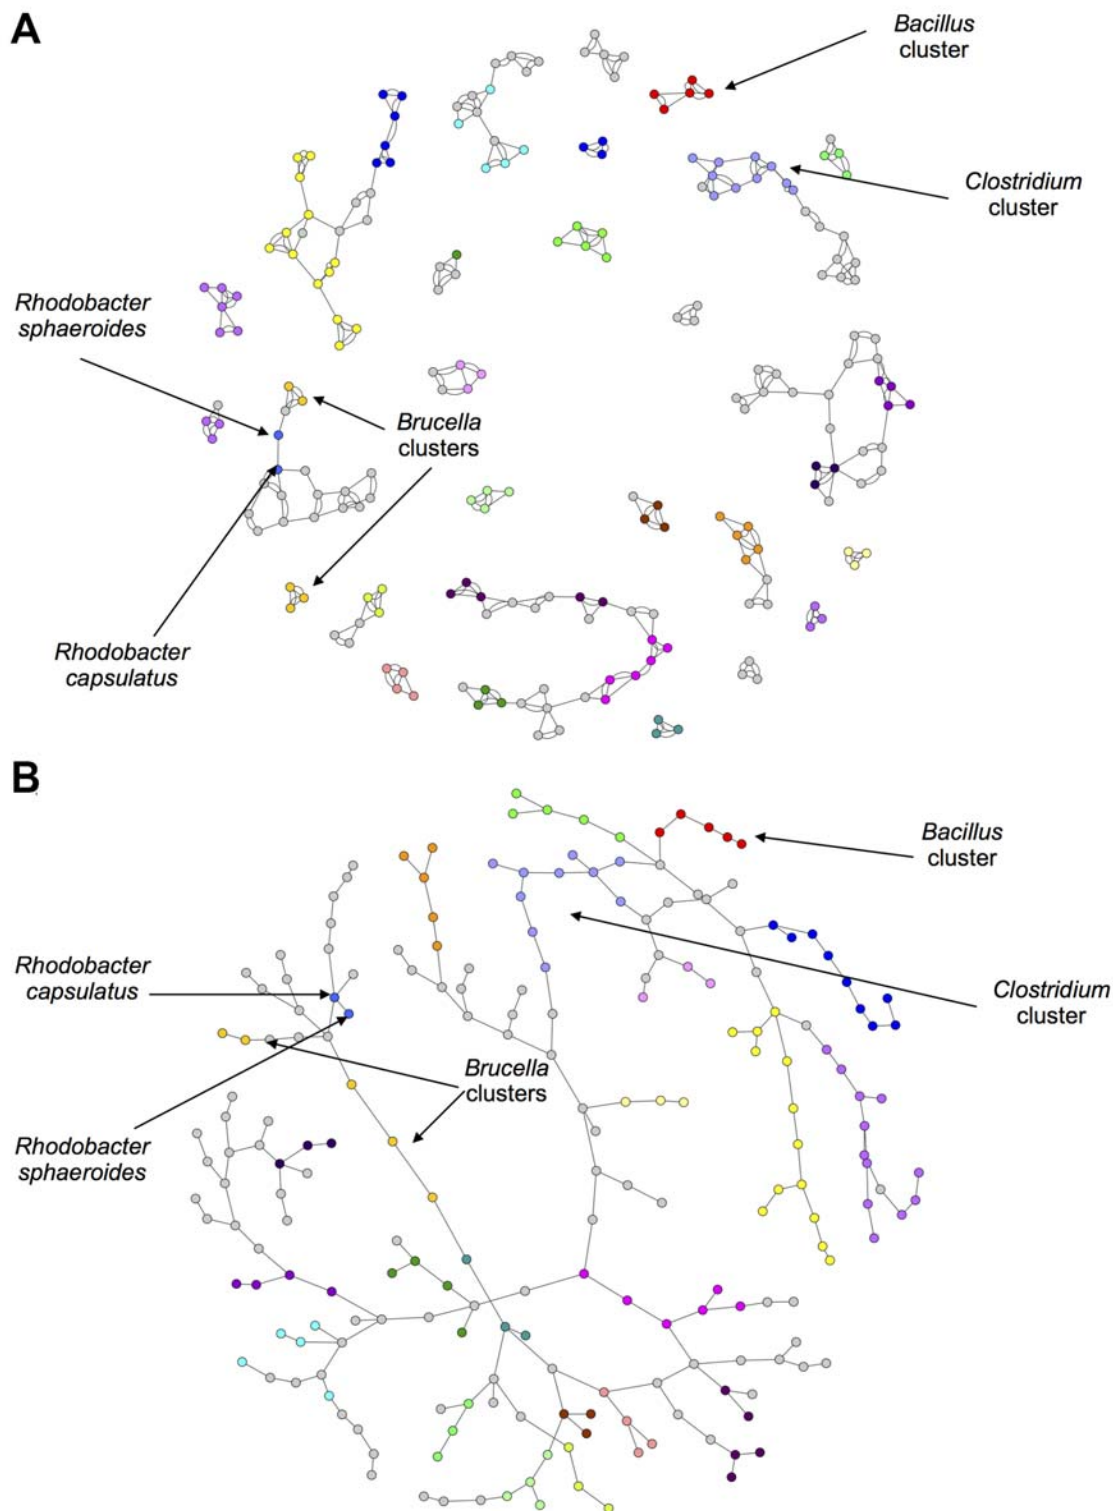 A
Bacillus
cluster
Clostridium
cluster
Rhodobacter
sphaeroides
Brucella
clusters
Rhodobacter
capsulatus
B
Bacillus
cluster
Rhodobacter
capsulatus
Clostridium
cluster
Brucella
clusters
Rhodobacter
sphaeroides